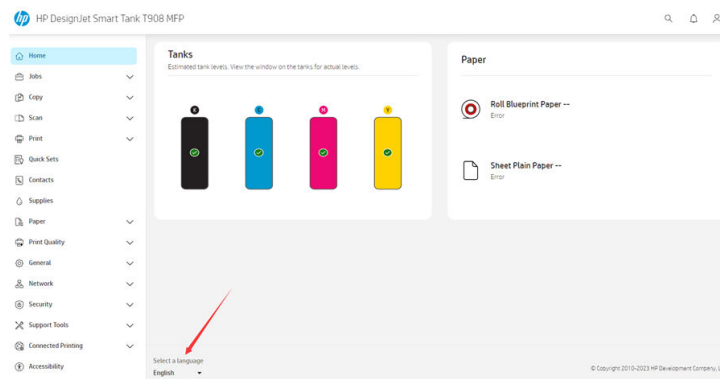 hp HP DesignJet Smart Tank T908 MFP
Home
Jobs
Copy
Scan
Print
Quick Sets
Contacts
Supplies
Paper
Print Quality
General
Network
Security
Support Tools
Connected Printing
Accessibility
Tanks
Estimated tank levels. View the window on the tanks for actual levels.
K C M Y
Paper
Roll Blueprint Paper --
Error
Sheet Plain Paper --
Error
Select a language
English
© Copyright 2010-2023 HP Development Company, L